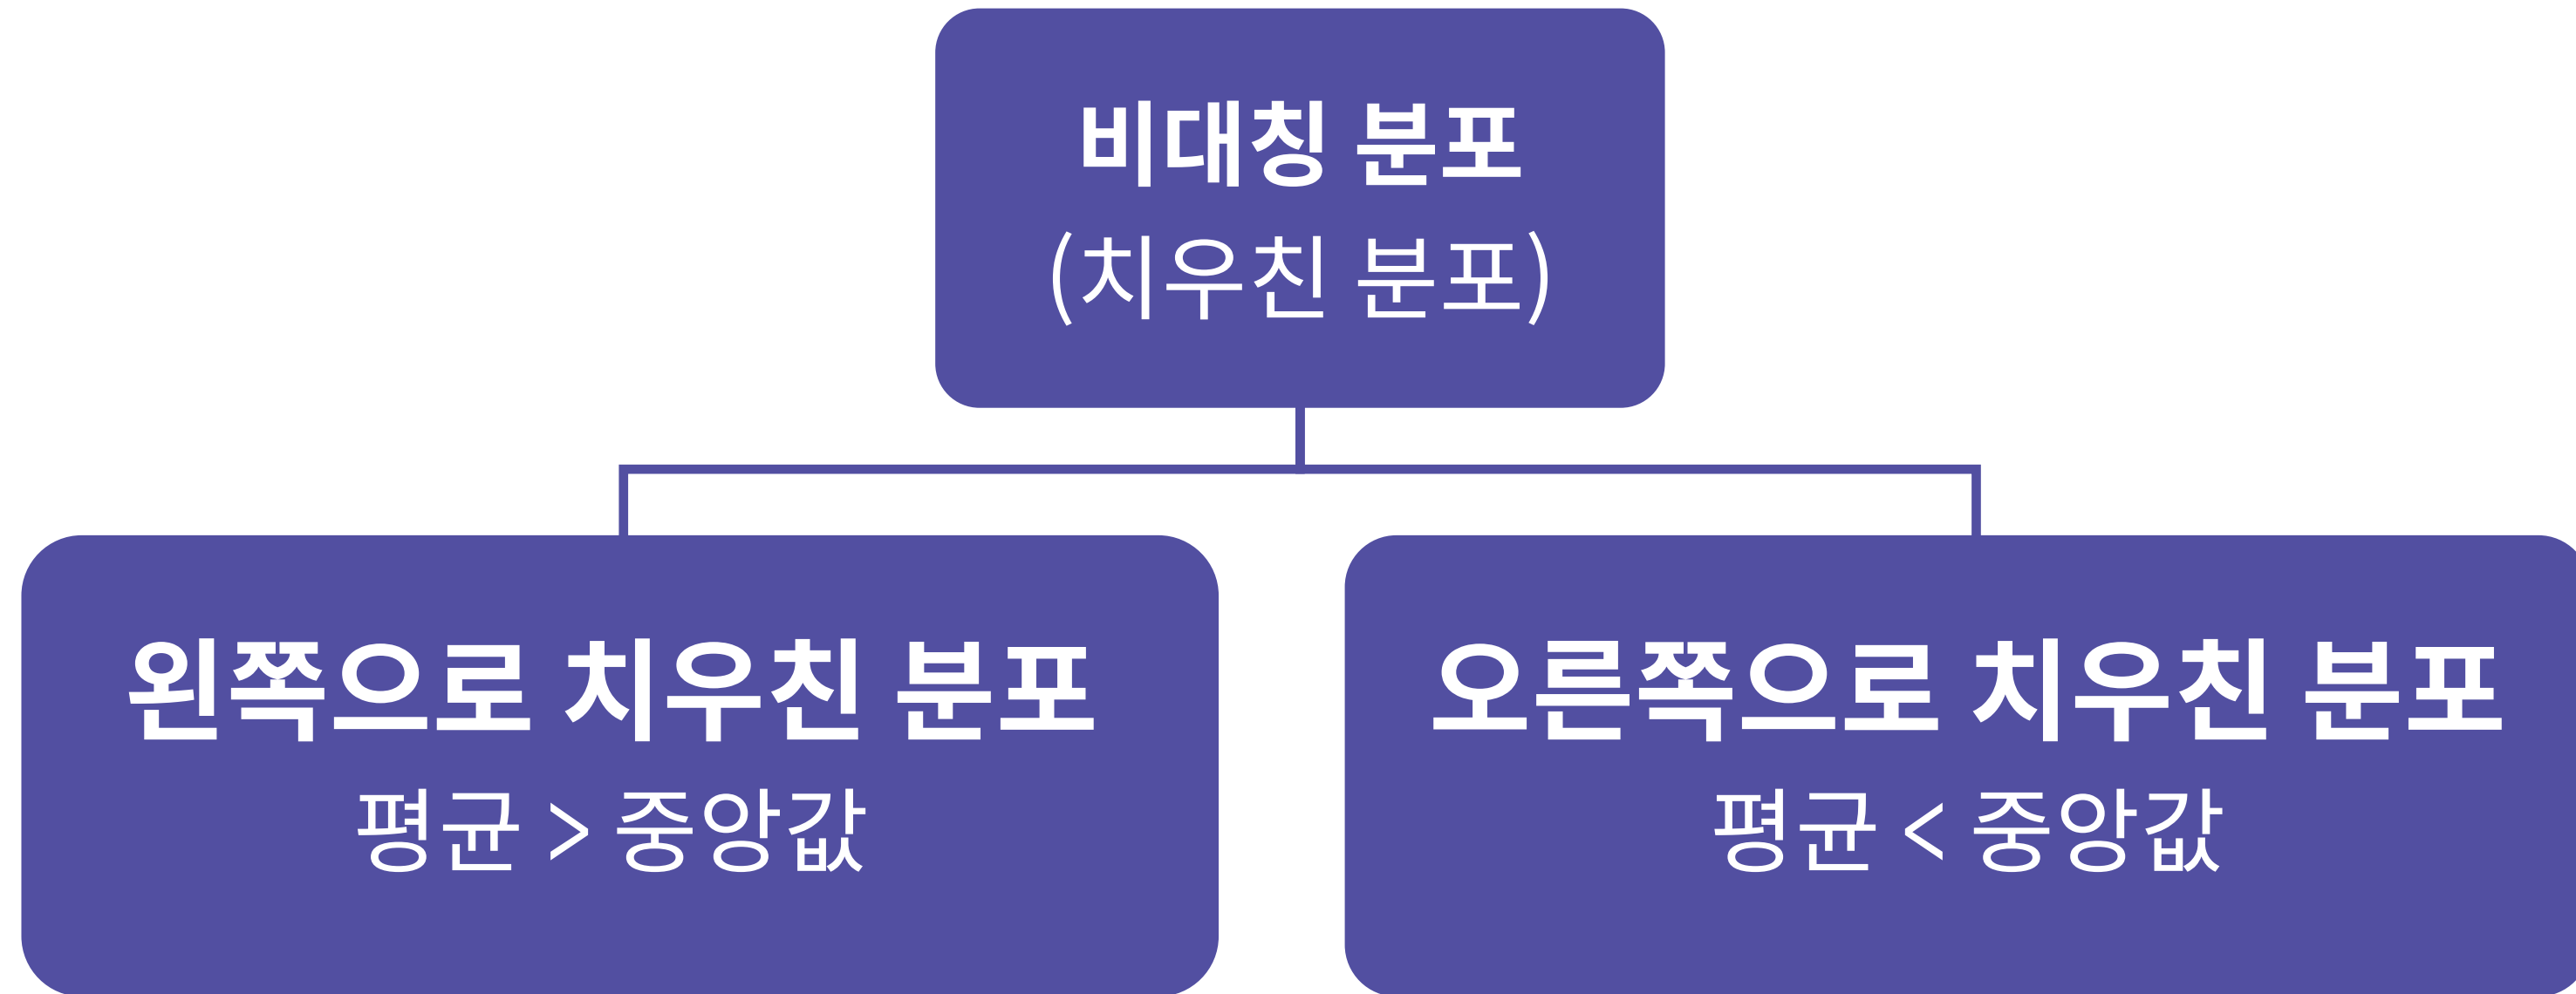 비대칭 분포
(치우친 분포)
왼쪽으로 치우친 분포
평균 > 중앙값
오른쪽으로 치우친 분포
평균 < 중앙값